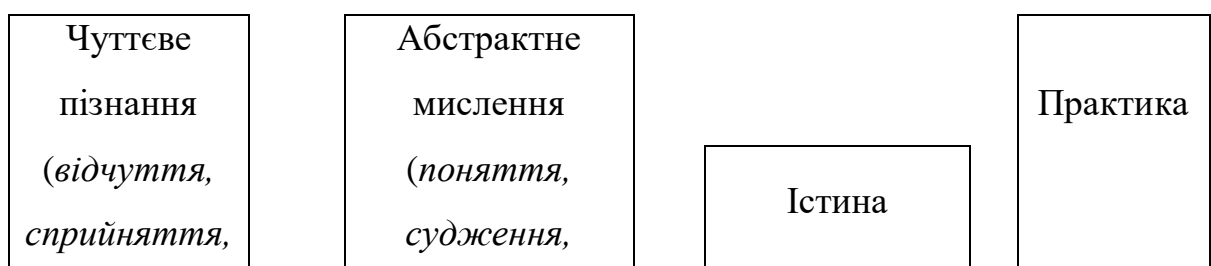 Чуттєве
пізнання
(відчуття,
сприйняття,
Абстрактне
мислення
(поняття,
судження,
Істина
Практика